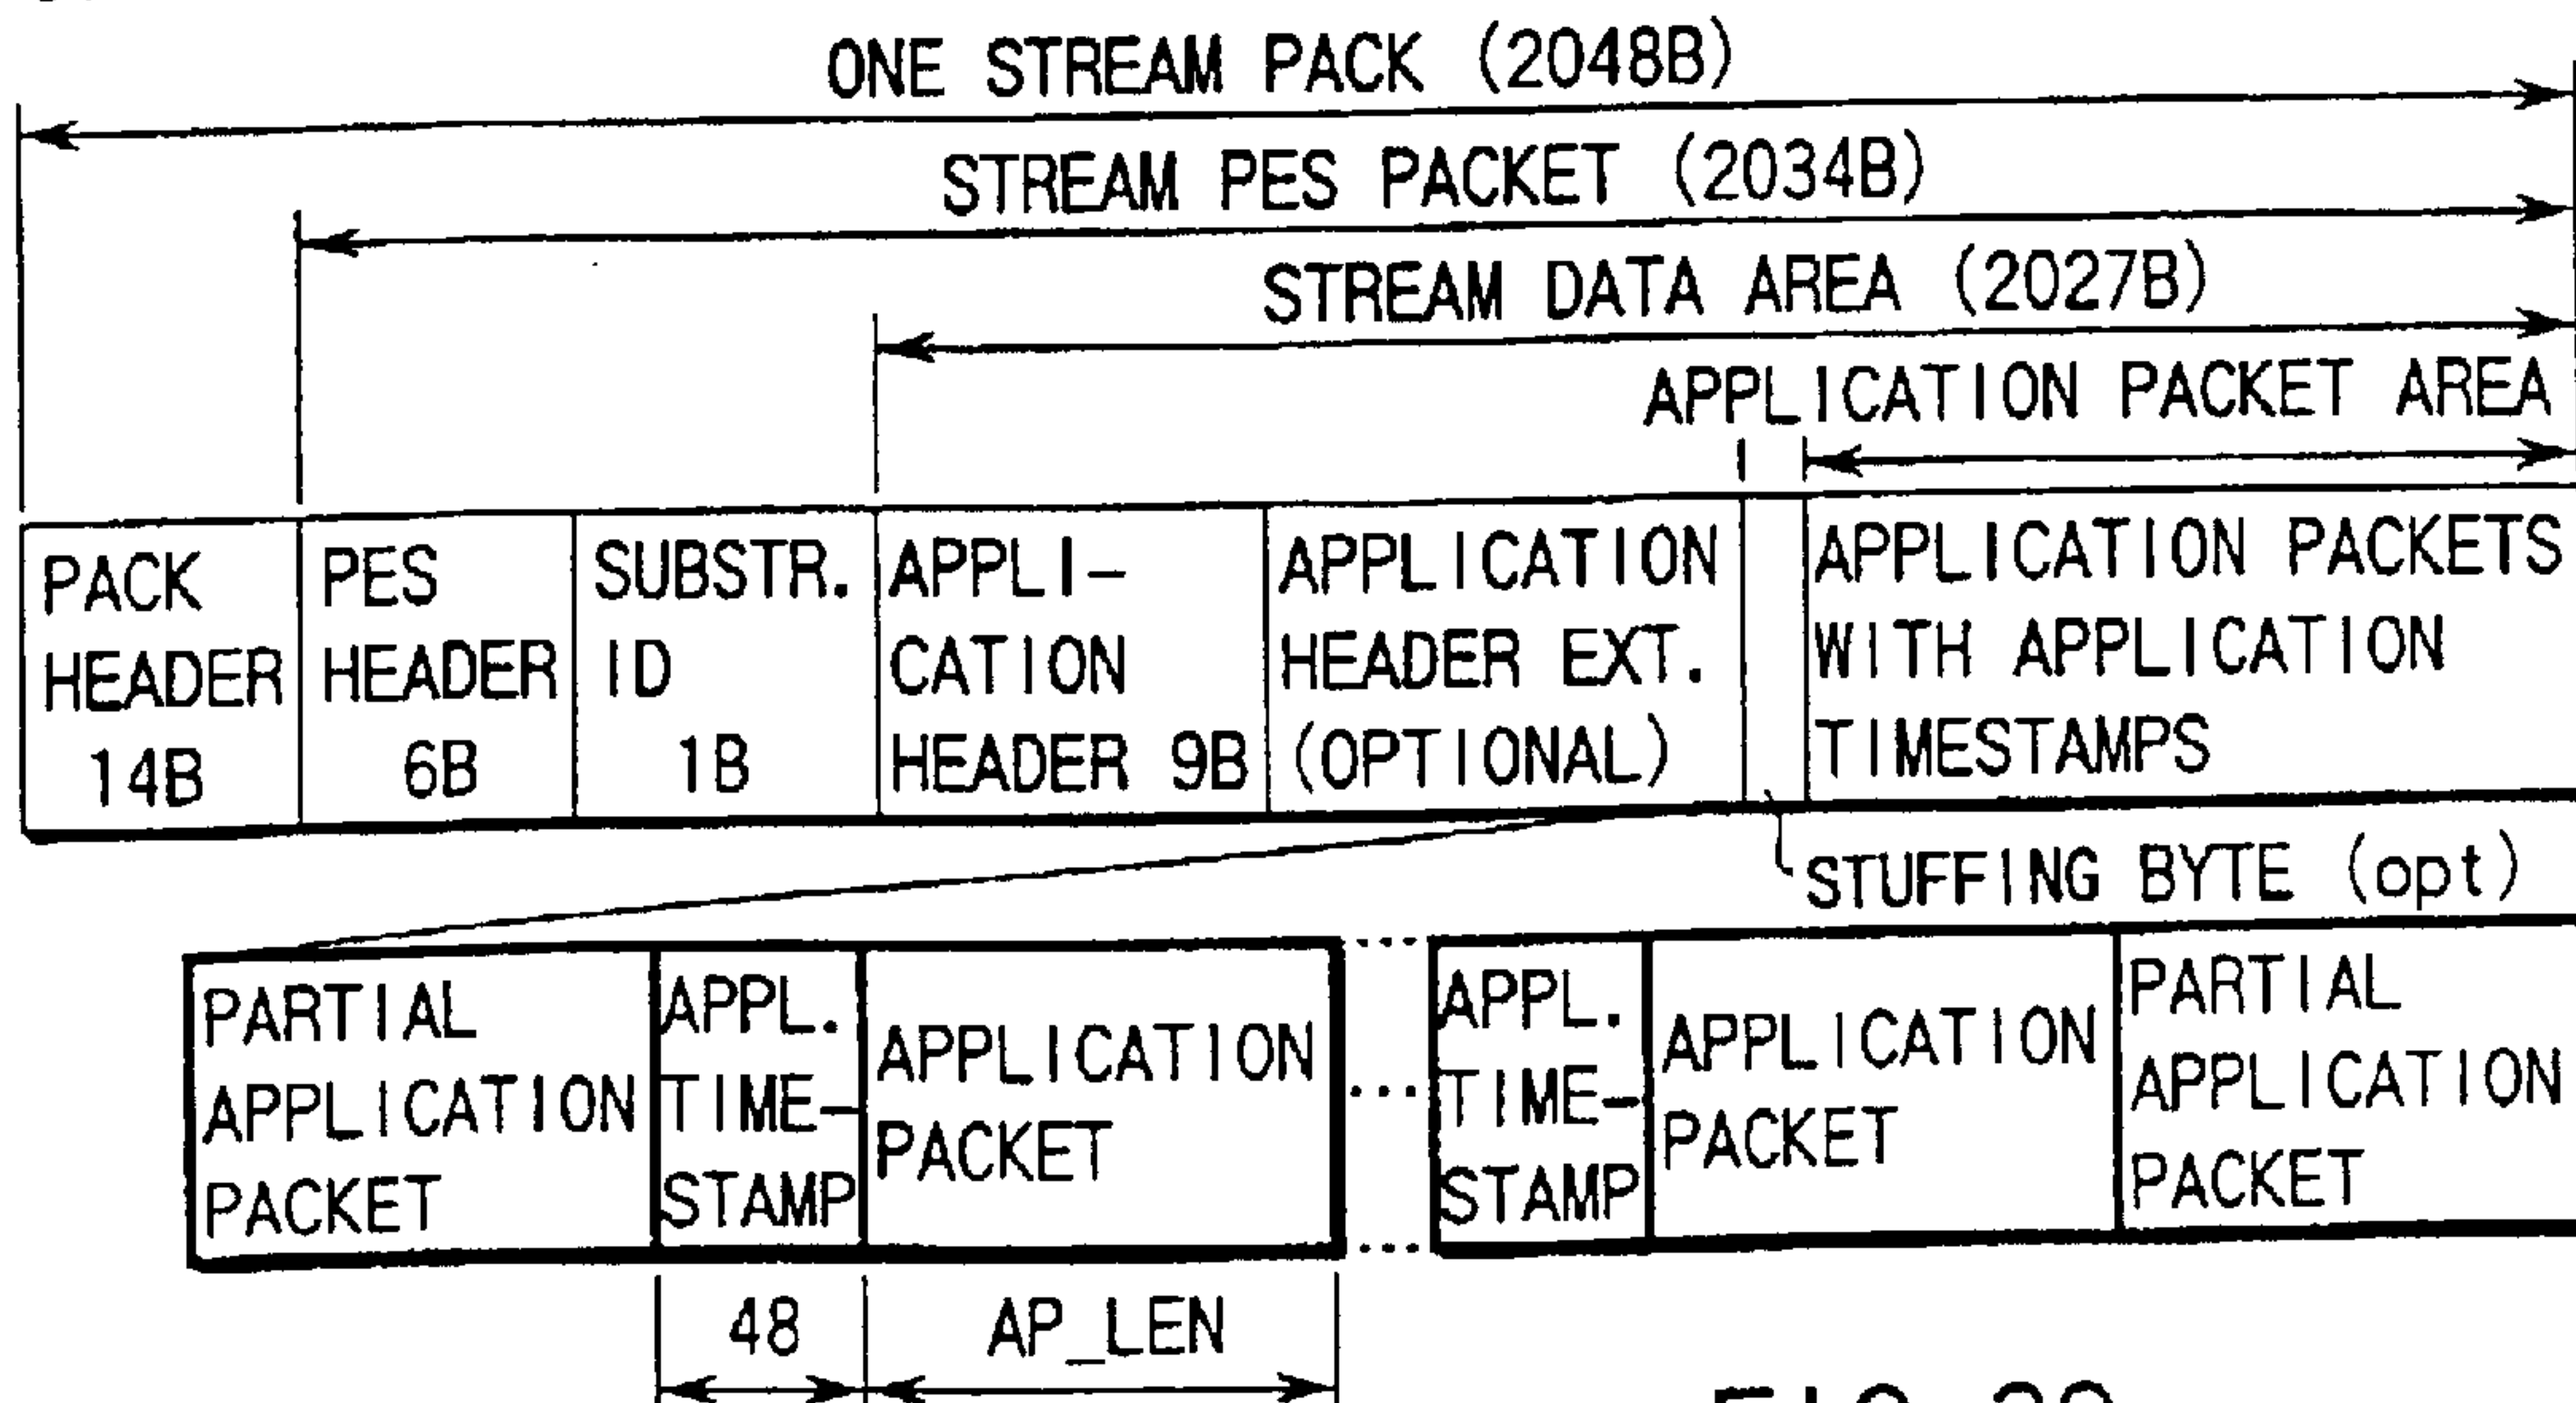 ONE STREAM PACK (2048B)
STREAM PES PACKET (2034B)
STREAM DATA AREA (2027B)
APPLICATION PACKET AREA
PACK
HEADER
14B
PES
HEADER
6B
SUBSTR.
ID
1B
APPLI-
CATION
HEADER 9B
APPLICATION
HEADER EXT.
(OPTIONAL)
APPLICATION PACKETS
WITH APPLICATION
TIMESTAMPS
STUFFING BYTE (opt)
PARTIAL
APPLICATION
PACKET
APPL.
TIME-
STAMP
APPLICATION
PACKET
...
APPL.
TIME-
STAMP
APPLICATION
PACKET
PARTIAL
APPLICATION
PACKET
48
AP_LEN